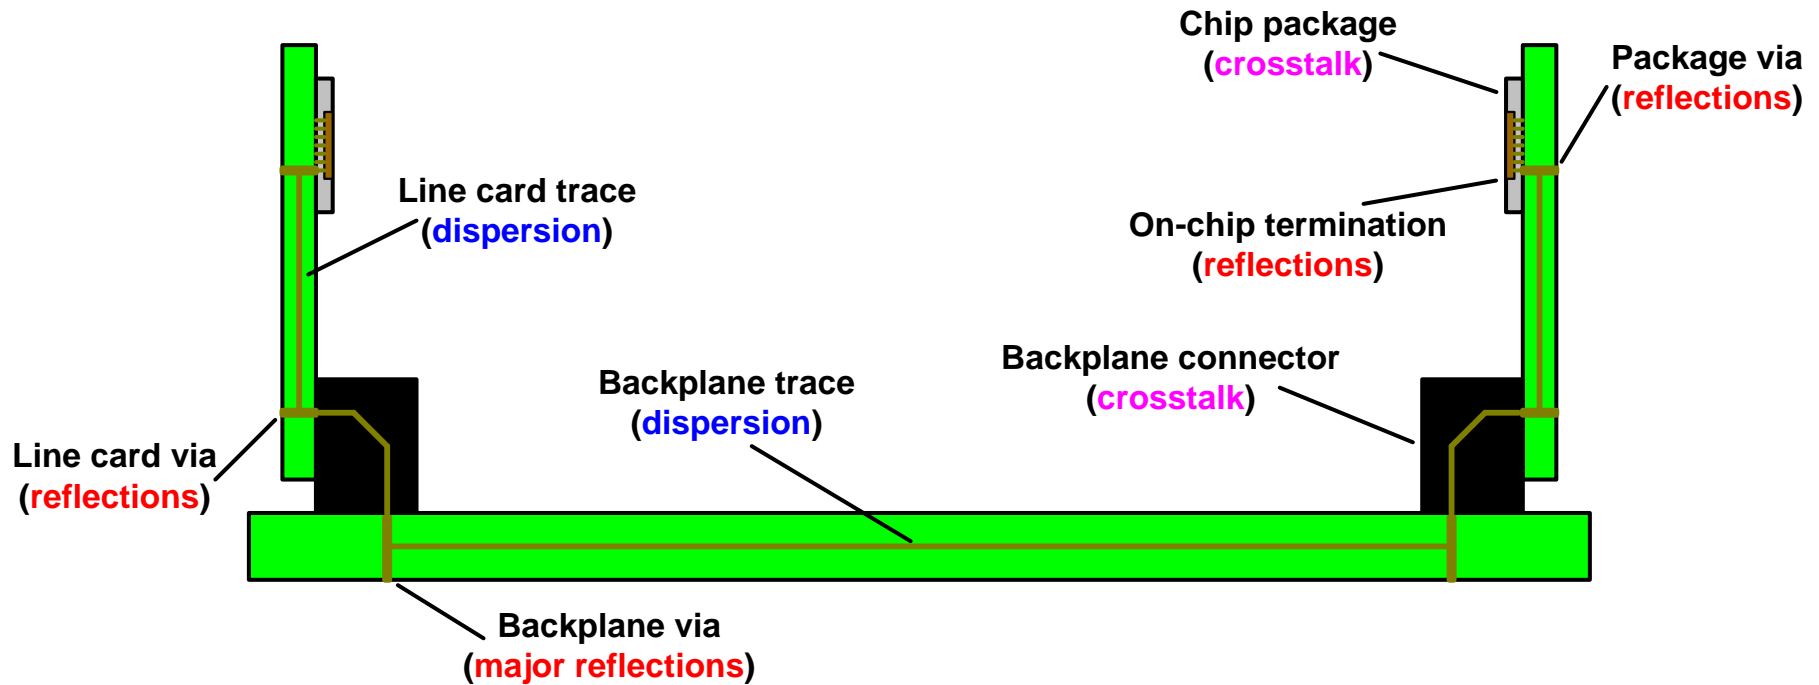 Chip package
(crosstalk)
Package via
(reflections)
Line card trace
(dispersion)
On-chip termination
(reflections)
Backplane connector
(crosstalk)
Backplane trace
(dispersion)
Line card via
(reflections)
Backplane via
(major reflections)